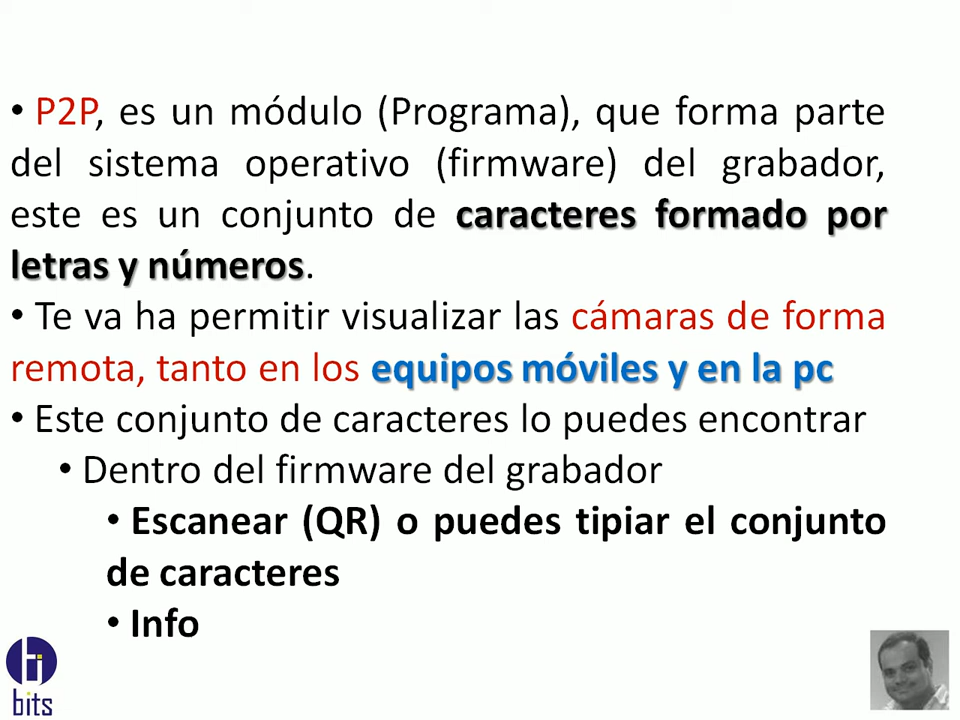 • P2P, es un módulo (Programa), que forma parte
del sistema operativo (firmware) del grabador,
este es un conjunto de caracteres formado por
letras y números.
• Te va ha permitir visualizar las cámaras de forma
remota, tanto en los equipos móviles y en la pc
• Este conjunto de caracteres lo puedes encontrar
• Dentro del firmware del grabador
• Escanear (QR) o puedes tipiar el conjunto
de caracteres
• Info
bits